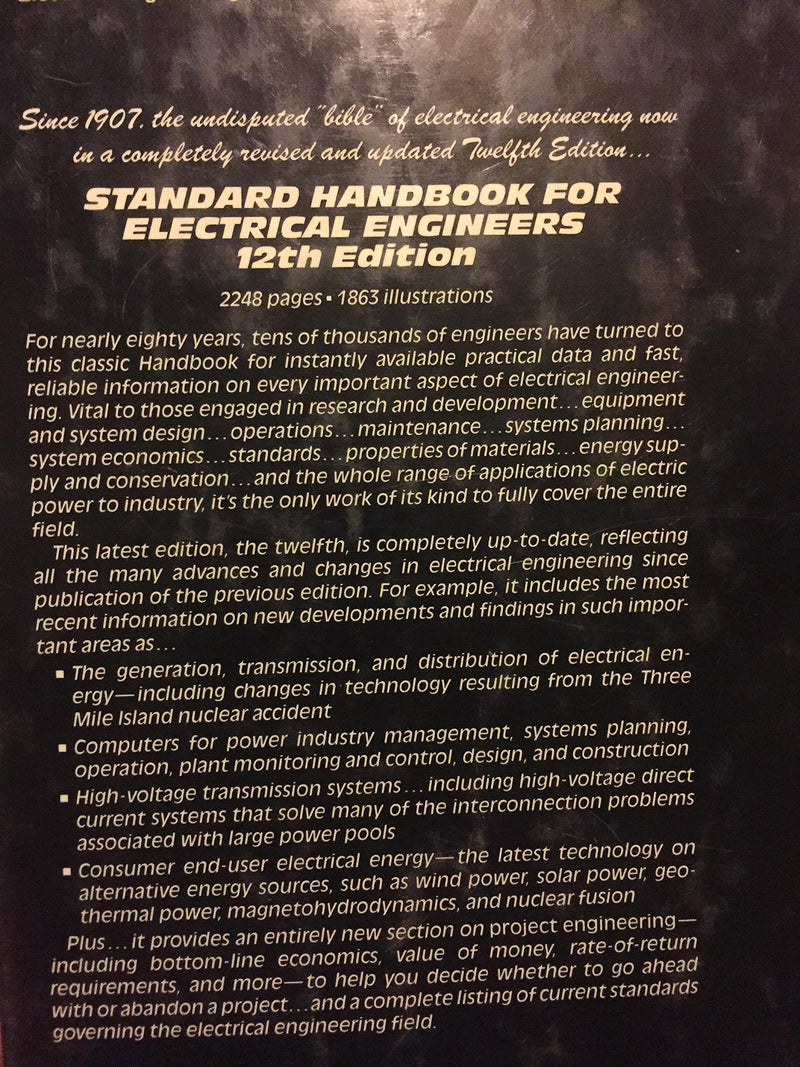 Since 1907, the undisputed "bible" of electrical engineering now
in a completely revised and updated Twelfth Edition...
STANDARD HANDBOOK FOR
ELECTRICAL ENGINEERS
12th Edition
2248 pages ▪ 1863 illustrations
For nearly eighty years, tens of thousands of engineers have turned to
this classic Handbook for instantly available practical data and fast,
reliable information on every important aspect of electrical engineer-
ing. Vital to those engaged in research and development...equipment
and system design...operations...maintenance...systems planning...
system economics...standards...properties of materials...energy sup-
ply and conservation...and the whole range of applications of electric
power to industry, it's the only work of its kind to fully cover the entire
field.
This latest edition, the twelfth, is completely up-to-date, reflecting
all the many advances and changes in electrical engineering since
publication of the previous edition. For example, it includes the most
recent information on new developments and findings in such impor-
tant areas as...
▪ The generation, transmission, and distribution of electrical en-
ergy—including changes in technology resulting from the Three
Mile Island nuclear accident
▪ Computers for power industry management, systems planning,
operation, plant monitoring and control, design, and construction
▪ High-voltage transmission systems...including high-voltage direct
current systems that solve many of the interconnection problems
associated with large power pools
▪ Consumer end-user electrical energy—the latest technology on
alternative energy sources, such as wind power, solar power, geo-
thermal power, magnetohydrodynamics, and nuclear fusion
Plus...it provides an entirely new section on project engineering—
including bottom-line economics, value of money, rate-of-return
requirements, and more—to help you decide whether to go ahead
with or abandon a project...and a complete listing of current standards
governing the electrical engineering field.